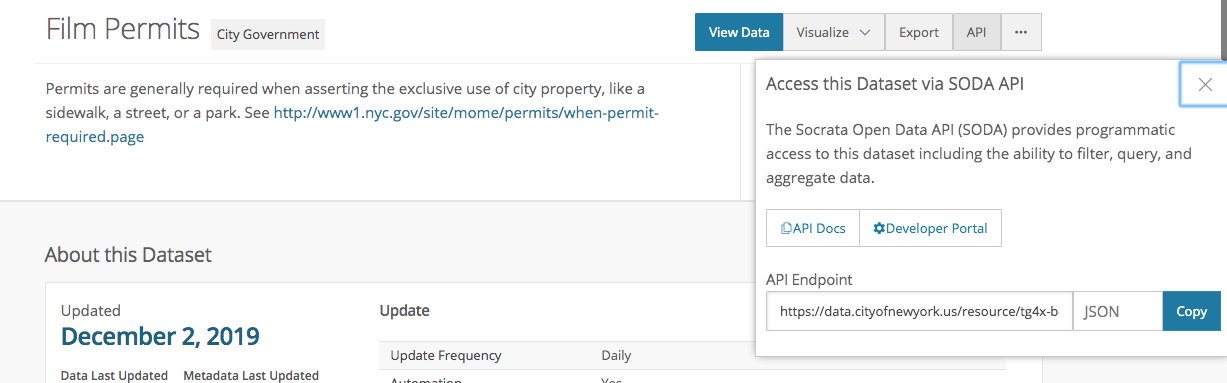 Film Permits
City Government
View Data
Visualize
Export
API
Permits are generally required when asserting the exclusive use of city property, like a
sidewalk, a street, or a park. See http://www1.nyc.gov/site/mome/permits/when-permit-
required.page
Access this Dataset via SODA API
The Socrata Open Data API (SODA) provides programmatic
access to this dataset including the ability to filter, query, and
aggregate data.
API Docs
Developer Portal
API Endpoint
https://data.cityofnewyork.us/resource/tg4x-b
JSON
Copy
About this Dataset
Updated
December 2, 2019
Data Last Updated
Metadata Last Updated
Update
Update Frequency
Daily
Automation
Yes